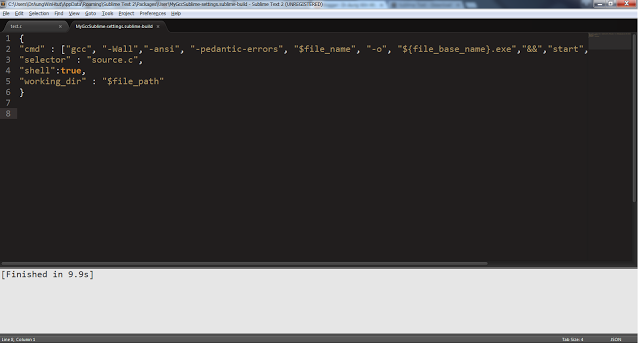 C:\Users\DrAungWinHtut\AppData\Roaming\Sublime Text 2\Packages\User\MyGccSublime-settings.sublime-build - Sublime Text 2 (UNREGISTERED)
File Edit Selection Find View Goto Tools Project Preferences Help
test.c × MyGccSublime-settings.sublime-build ×
1 {
2 "cmd" : ["gcc", "-Wall","-ansi", "-pedantic-errors", "$file_name", "-o", "${file_base_name}.exe","&&","start",
3 "selector" : "source.c",
4 "shell":true,
5 "working_dir" : "$file_path"
6 }
7
8
[Finished in 9.9s]
Line 8, Column 1 Tab Size: 4 JSON